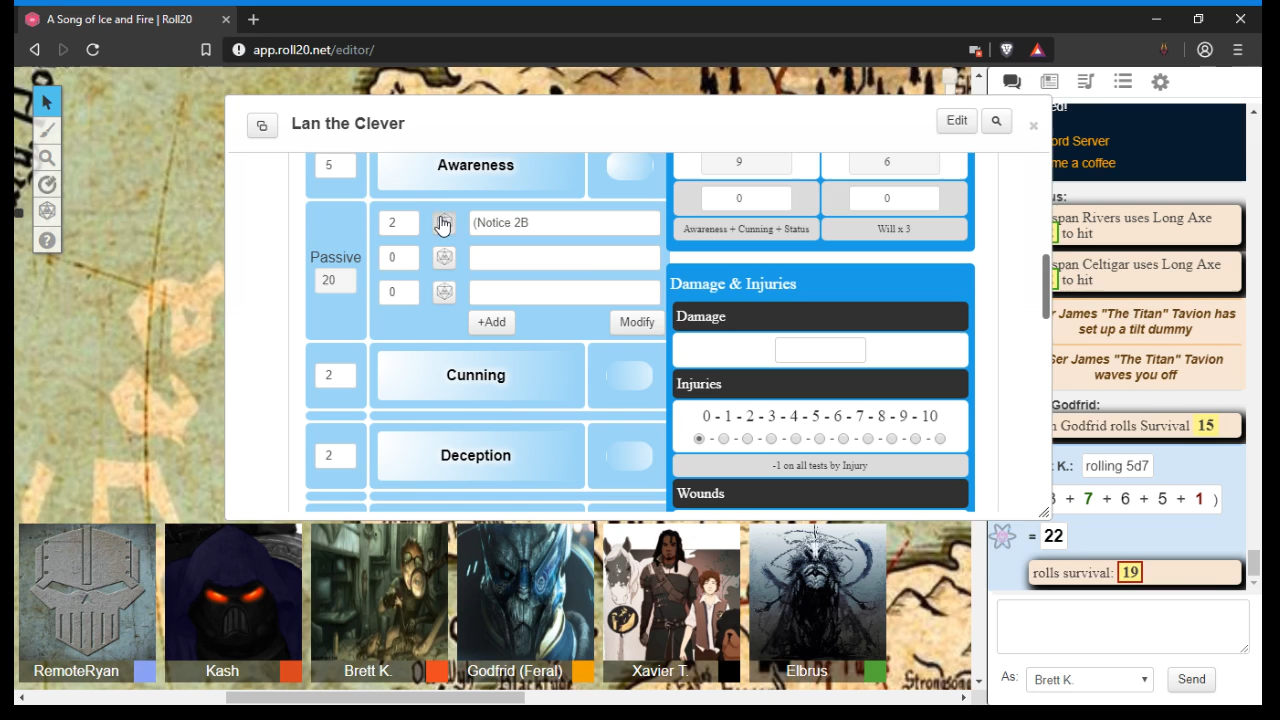 A Song of Ice and Fire | Roll20
app.roll20.net/editor/
Lan the Clever
Edit
5
Awareness
9
6
0
0
Awareness + Cunning + Status
Will x 3
Passive
20
2
(Notice 2B
0
0
+Add
Modify
2
Cunning
2
Deception
Damage & Injuries
Damage
Injuries
0 - 1 - 2 - 3 - 4 - 5 - 6 - 7 - 8 - 9 - 10
-1 on all tests by Injury
Wounds
ed!
ord Server
me a coffee
us:
span Rivers uses Long Axe
to hit
span Celtigar uses Long Axe
to hit
r James "The Titan" Tavion has
set up a tilt dummy
Ser James "The Titan" Tavion
waves you off
Godfrid:
n Godfrid rolls Survival 15
K.: rolling 5d7
3 + 7 + 6 + 5 + 1 )
= 22
rolls survival: 19
As:
Brett K.
Send
RemoteRyan
Kash
Brett K.
Godfrid (Feral)
Xavier T.
Elbrus